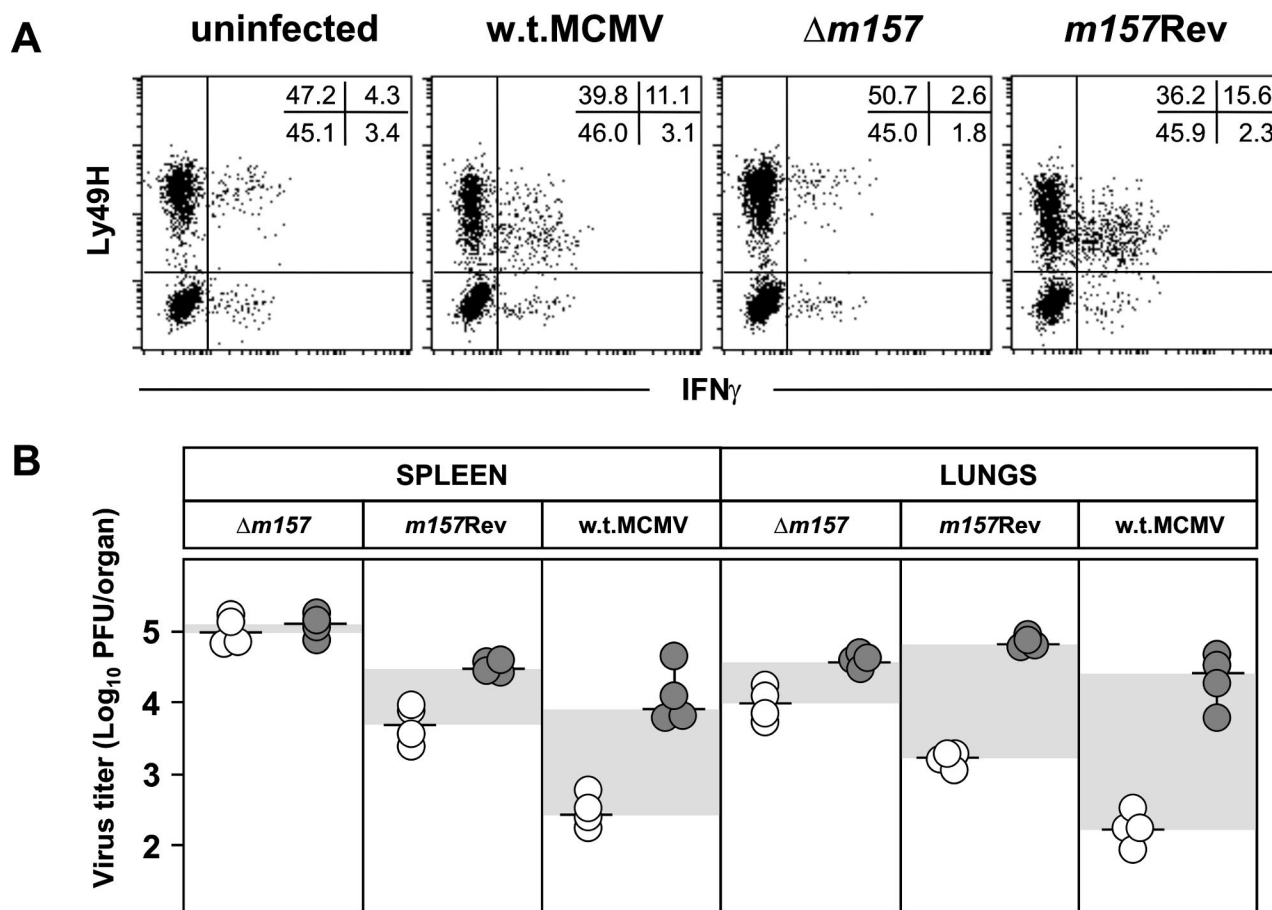 A
uninfected w.t.MCMV Δm157 m157Rev
47.2 4.3 39.8 11.1 50.7 2.6 36.2 15.6
45.1 3.4 46.0 3.1 45.0 1.8 45.9 2.3
Ly49H
IFNγ
B
SPLEEN LUNGS
Δm157 m157Rev w.t.MCMV Δm157 m157Rev w.t.MCMV
Virus titer (Log₁₀ PFU/organ)
5
4
3
2